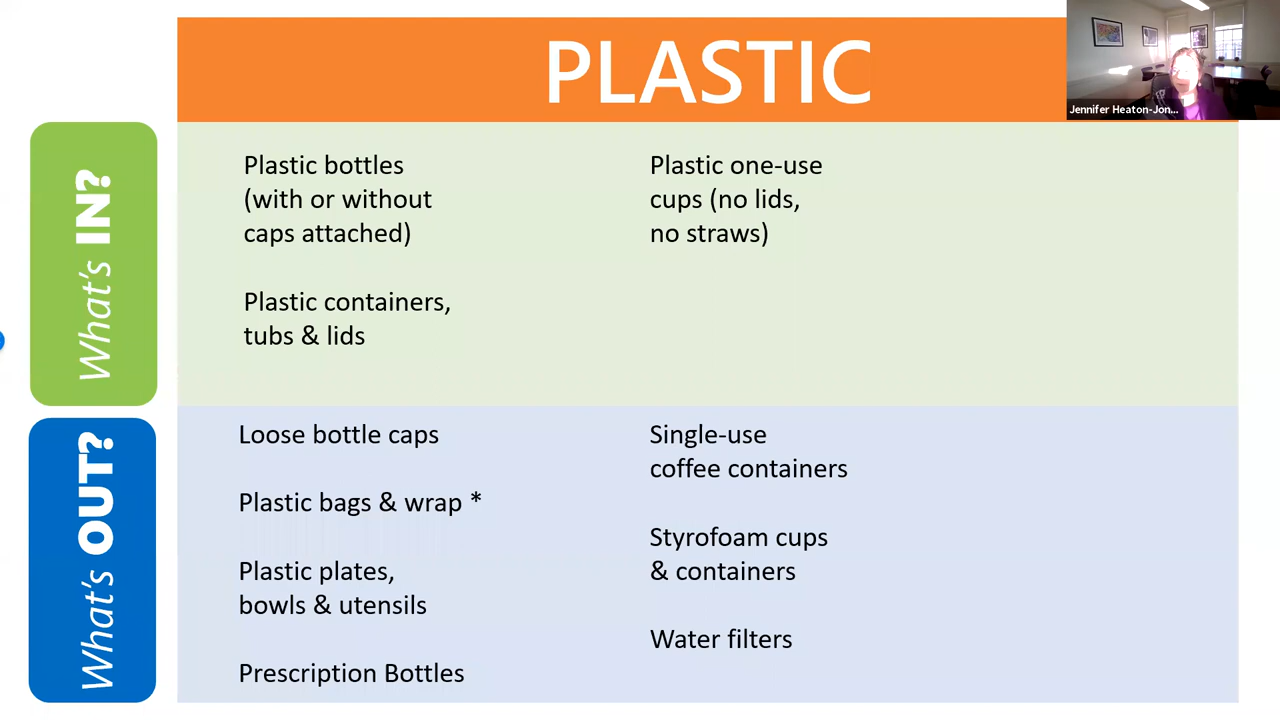 PLASTIC
Jennifer Heaton-Jon...
What's IN?
Plastic bottles
(with or without
caps attached)
Plastic containers,
tubs & lids
Plastic one-use
cups (no lids,
no straws)
What's OUT?
Loose bottle caps
Plastic bags & wrap *
Plastic plates,
bowls & utensils
Prescription Bottles
Single-use
coffee containers
Styrofoam cups
& containers
Water filters